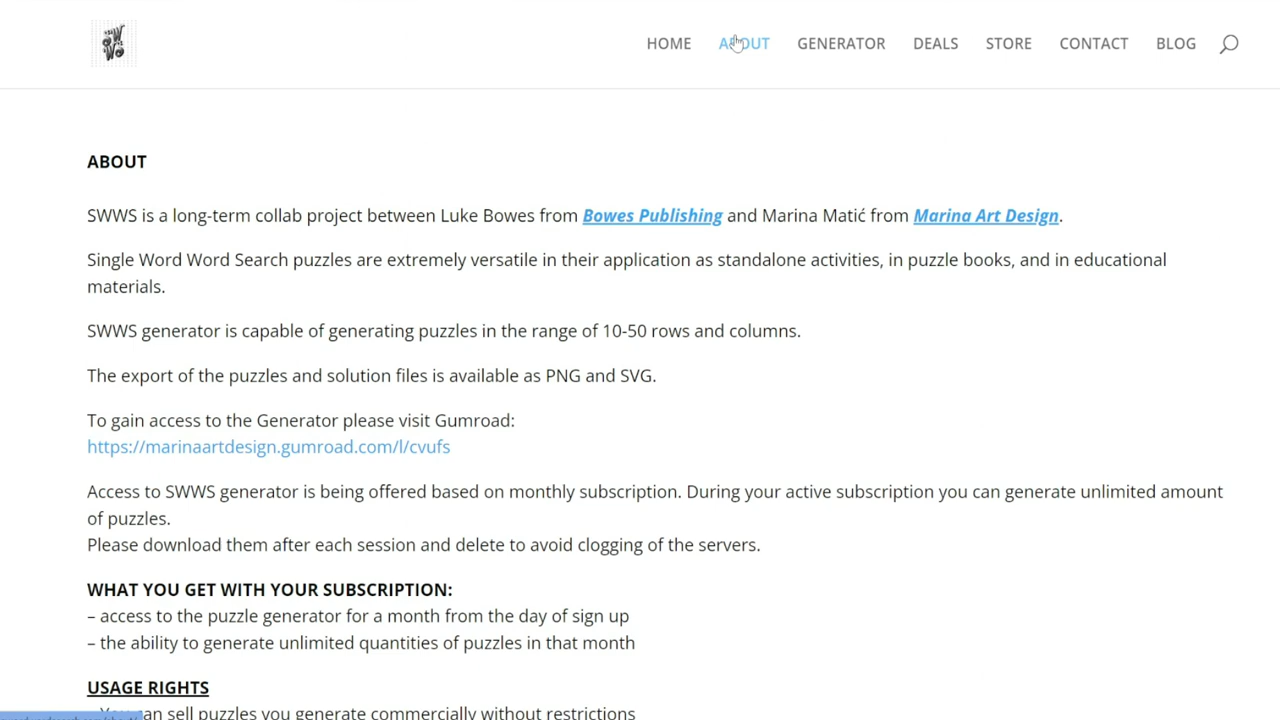 SW
WS
HOME ABOUT GENERATOR DEALS STORE CONTACT BLOG
ABOUT
SWWS is a long-term collab project between Luke Bowes from Bowes Publishing and Marina Matić from Marina Art Design.
Single Word Word Search puzzles are extremely versatile in their application as standalone activities, in puzzle books, and in educational
materials.
SWWS generator is capable of generating puzzles in the range of 10-50 rows and columns.
The export of the puzzles and solution files is available as PNG and SVG.
To gain access to the Generator please visit Gumroad:
https://marinaartdesign.gumroad.com/l/cvufs
Access to SWWS generator is being offered based on monthly subscription. During your active subscription you can generate unlimited amount
of puzzles.
Please download them after each session and delete to avoid clogging of the servers.
WHAT YOU GET WITH YOUR SUBSCRIPTION:
– access to the puzzle generator for a month from the day of sign up
– the ability to generate unlimited quantities of puzzles in that month
USAGE RIGHTS
– You can sell puzzles you generate commercially without restrictions